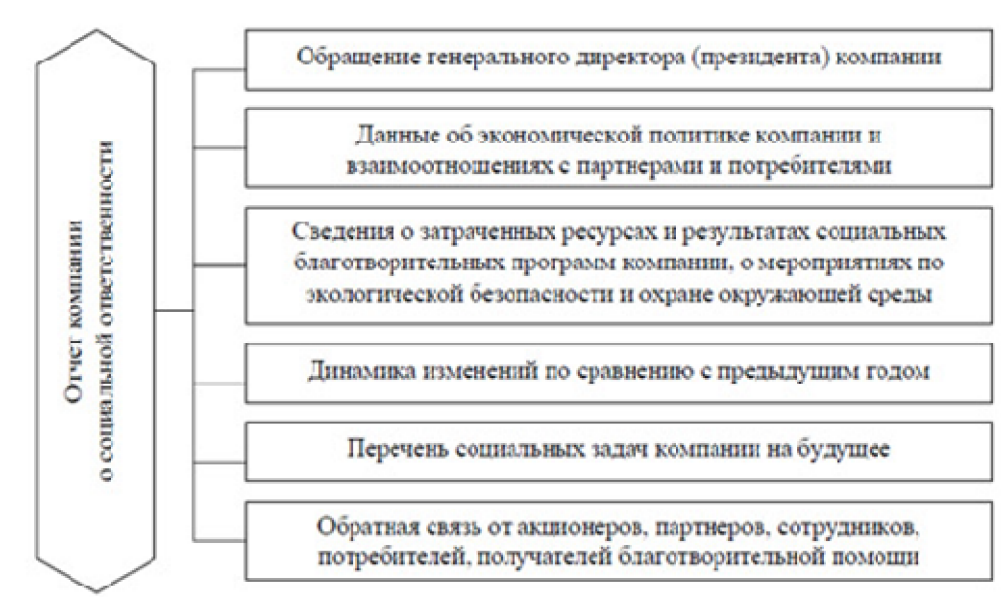 Отчет компании
о социальной ответственности
Обращение генерального директора (президента) компании
Данные об экономической политике компании и
взаимоотношениях с партнерами и потребителями
Сведения о затраченных ресурсах и результатах социальных
благотворительных программ компании, о мероприятиях по
экологической безопасности и охране окружающей среды
Динамика изменений по сравнению с предыдущим годом
Перечень социальных задач компании на будущее
Обратная связь от акционеров, партнеров, сотрудников,
потребителей, получателей благотворительной помощи